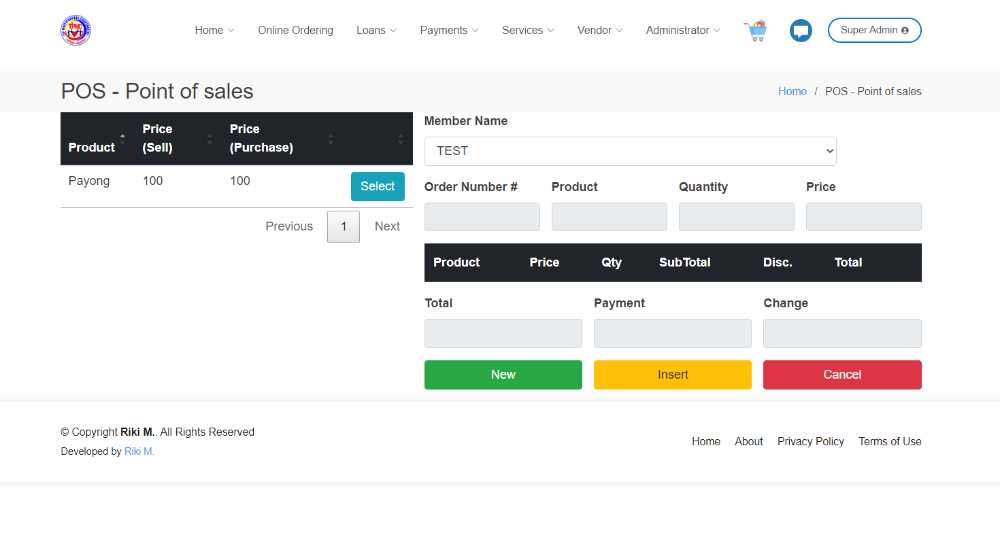 Home
Online Ordering
Loans
Payments
Services
Vendor
Administrator
Super Admin
POS - Point of sales
Home / POS - Point of sales
Product
Price (Sell)
Price (Purchase)
Payong 100 100 Select
Previous 1 Next
Member Name
TEST
Order Number # Product Quantity Price
Product Price Qty SubTotal Disc. Total
Total Payment Change
New Insert Cancel
© Copyright Riki M.. All Rights Reserved
Developed by Riki M.
Home About Privacy Policy Terms of Use